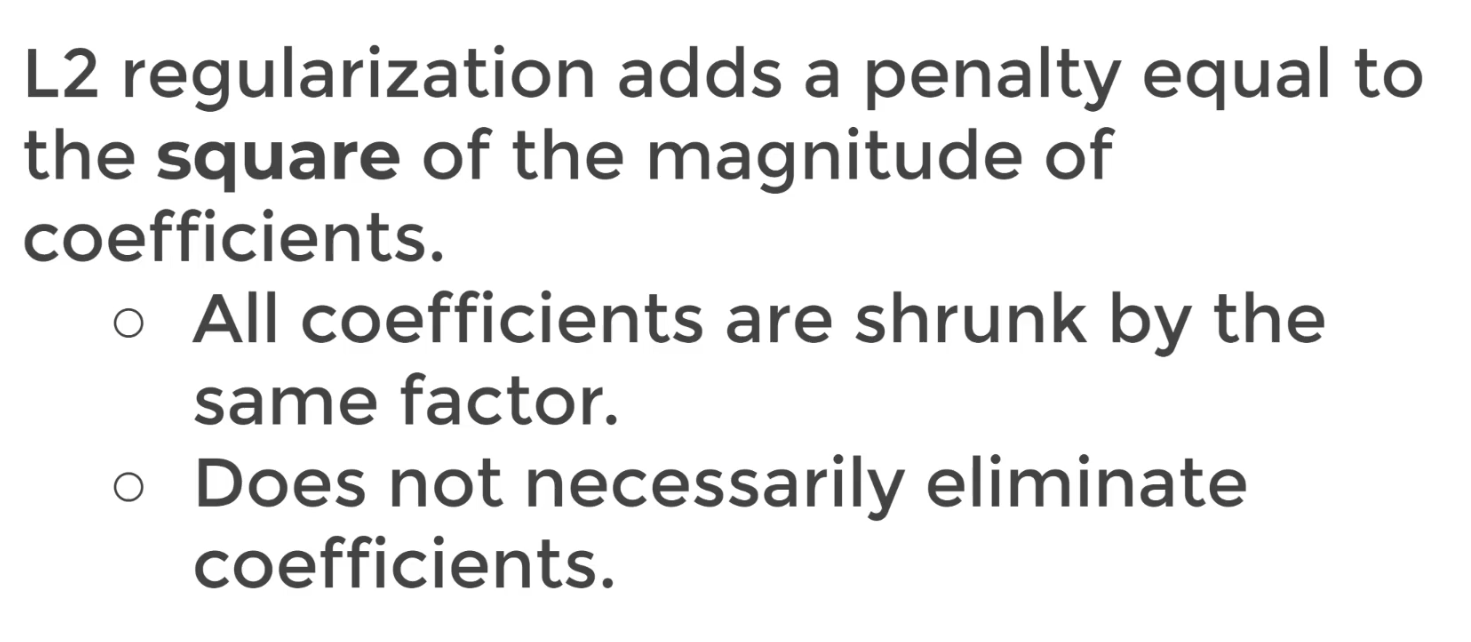 L2 regularization adds a penalty equal to
the square of the magnitude of
coefficients.
○ All coefficients are shrunk by the
same factor.
○ Does not necessarily eliminate
coefficients.